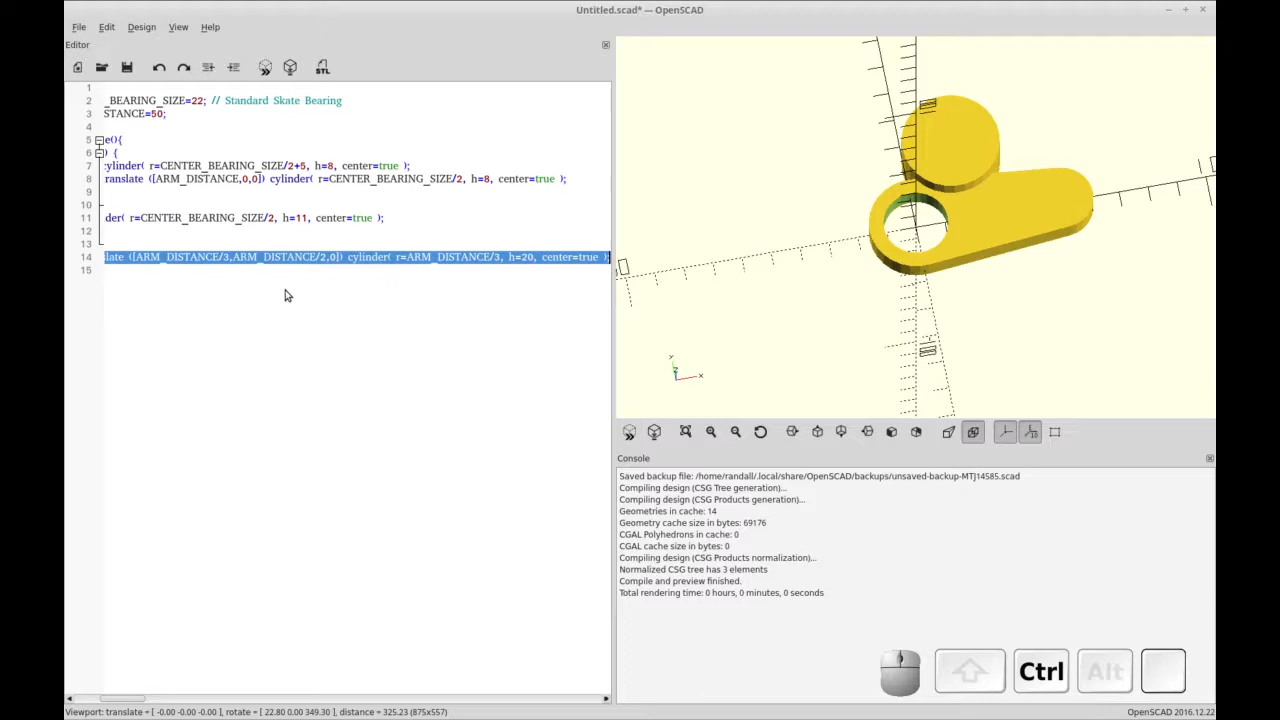 Untitled.scad* — OpenSCAD
File Edit Design View Help
Editor
STL
1
2 _BEARING_SIZE=22; // Standard Skate Bearing
3 STANCE=50;
4
5 e(){
6 ) {
7 :ylinder( r=CENTER_BEARING_SIZE/2+5, h=8, center=true );
8 ranslate ([ARM_DISTANCE,0,0]) cylinder( r=CENTER_BEARING_SIZE/2, h=8, center=true );
9
10
11 der( r=CENTER_BEARING_SIZE/2, h=11, center=true );
12
13
14 late ([ARM_DISTANCE/3,ARM_DISTANCE/2,0]) cylinder( r=ARM_DISTANCE/3, h=20, center=true );
15
Y
Z
X
10
Console
Saved backup file: /home/randall/.local/share/OpenSCAD/backups/unsaved-backup-MTJ14585.scad
Compiling design (CSG Tree generation)...
Compiling design (CSG Products generation)...
Geometries in cache: 14
Geometry cache size in bytes: 69176
CGAL Polyhedrons in cache: 0
CGAL cache size in bytes: 0
Compiling design (CSG Products normalization)...
Normalized CSG tree has 3 elements
Compile and preview finished.
Total rendering time: 0 hours, 0 minutes, 0 seconds
Ctrl Alt
Viewport: translate = [ -0.00 -0.00 -0.00 ], rotate = [ 22.80 0.00 349.30 ], distance = 325.23 (875x557)
OpenSCAD 2016.12.22